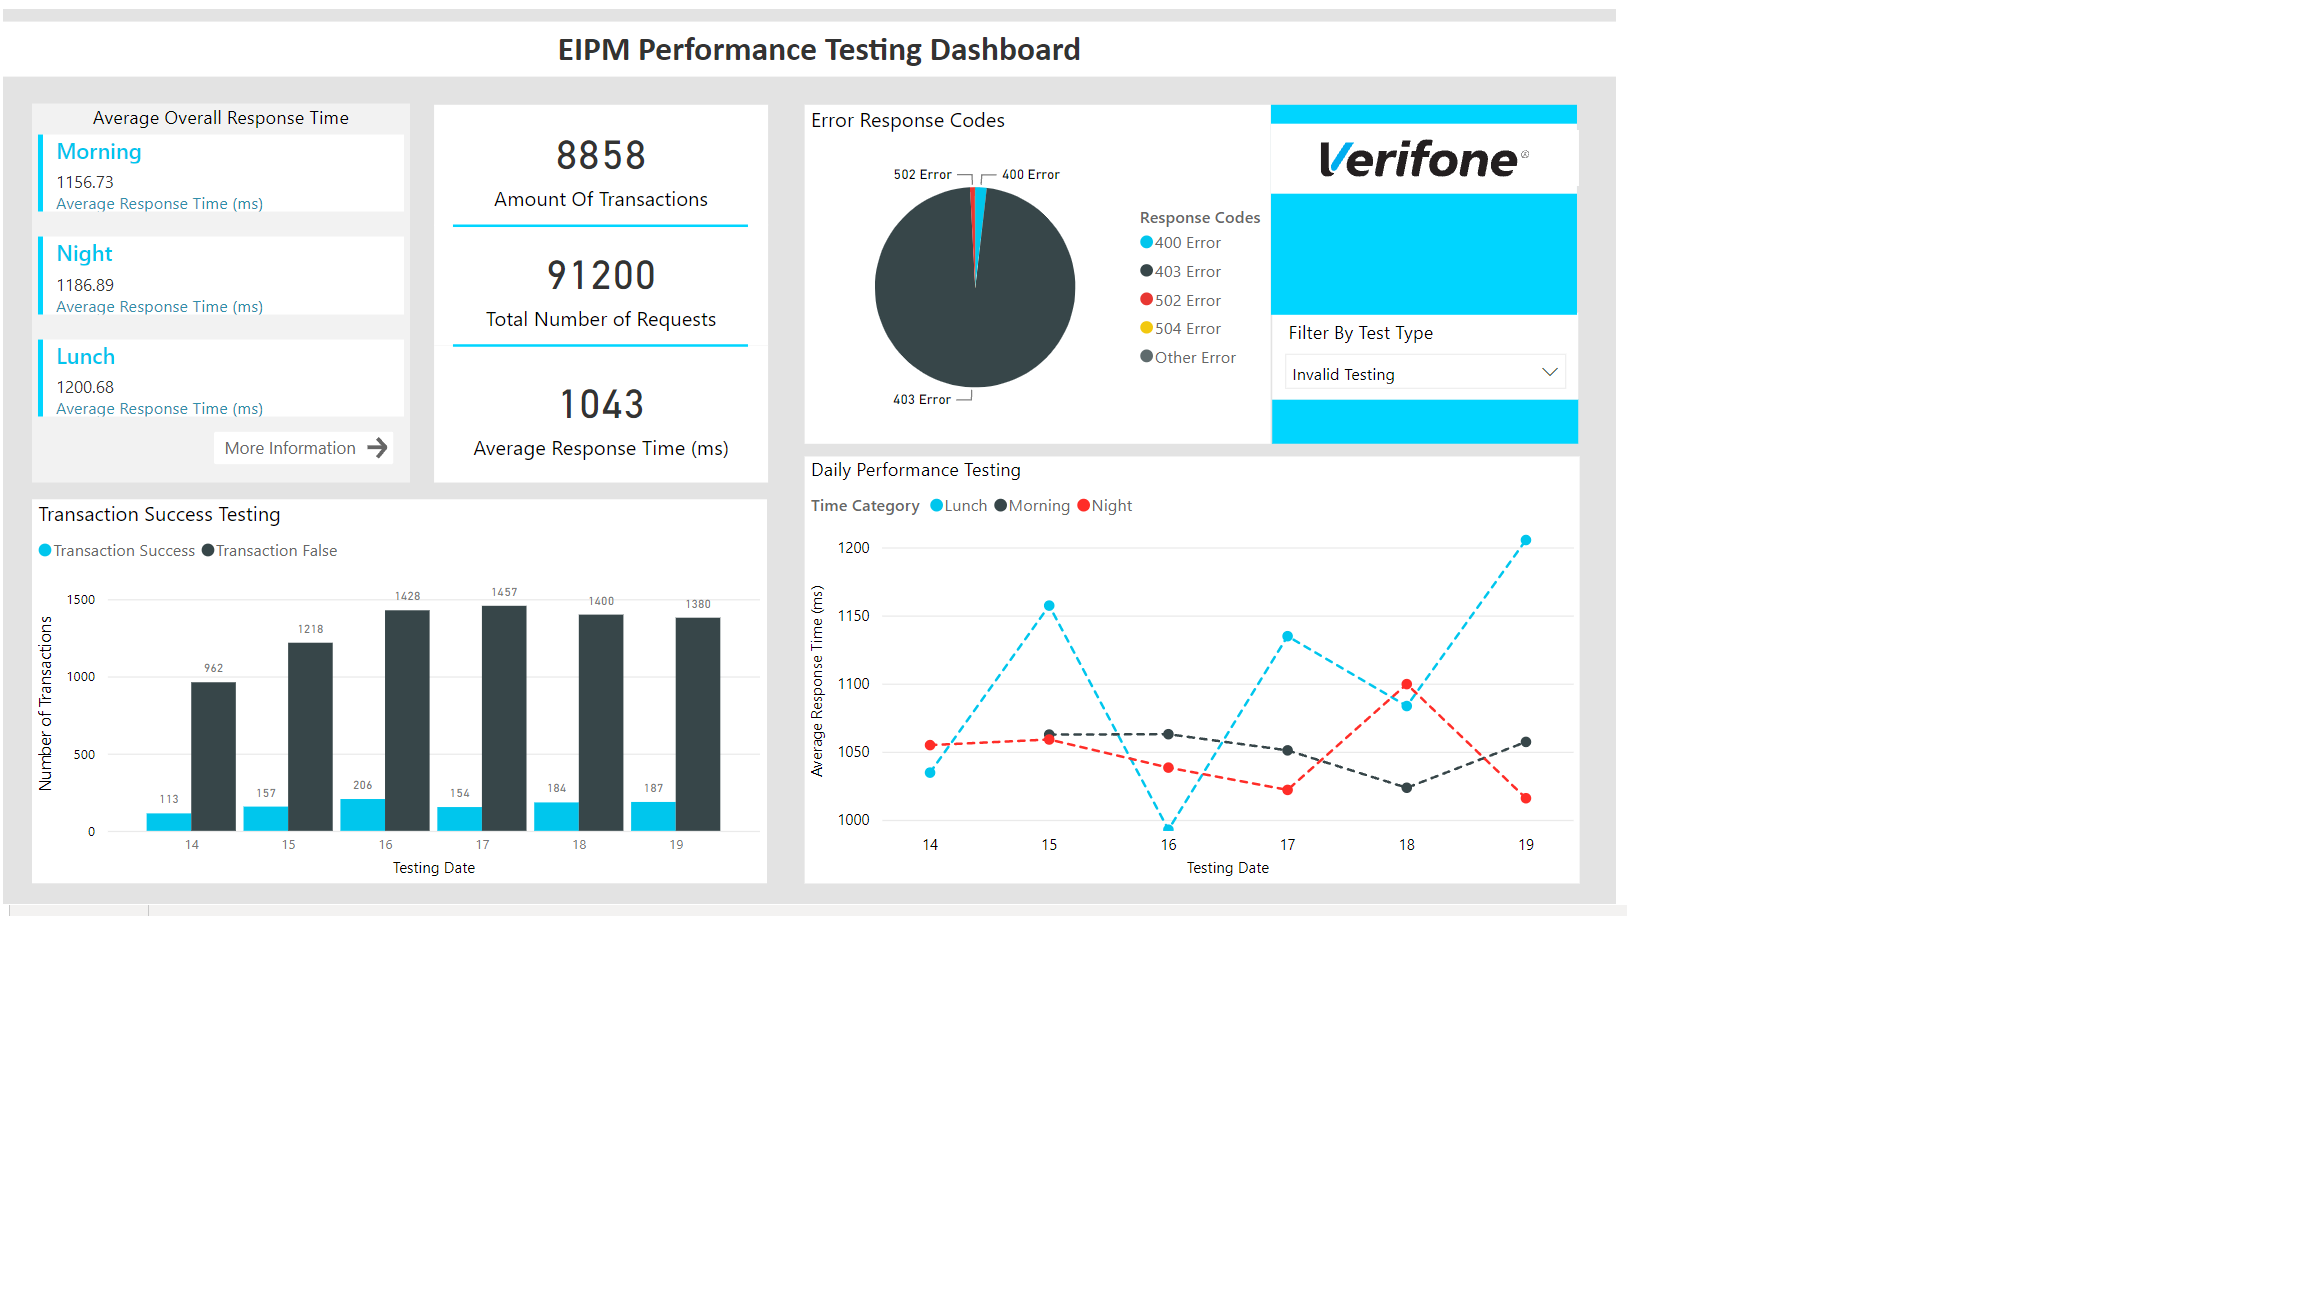 EIPM Performance Testing Dashboard
Average Overall Response Time
Morning
1156.73
Average Response Time (ms)
Night
1186.89
Average Response Time (ms)
Lunch
1200.68
Average Response Time (ms)
More Information
8858
Amount Of Transactions
91200
Total Number of Requests
1043
Average Response Time (ms)
Error Response Codes
502 Error
400 Error
403 Error
Response Codes
400 Error
403 Error
502 Error
504 Error
Other Error
Verifone®
Filter By Test Type
Invalid Testing
Transaction Success Testing
Transaction Success Transaction False
Number of Transactions
1500
1000
500
0
113
962
157
1218
206
1428
154
1457
184
1400
187
1380
14 15 16 17 18 19
Testing Date
Daily Performance Testing
Time Category Lunch Morning Night
Average Response Time (ms)
1200
1150
1100
1050
1000
14 15 16 17 18 19
Testing Date